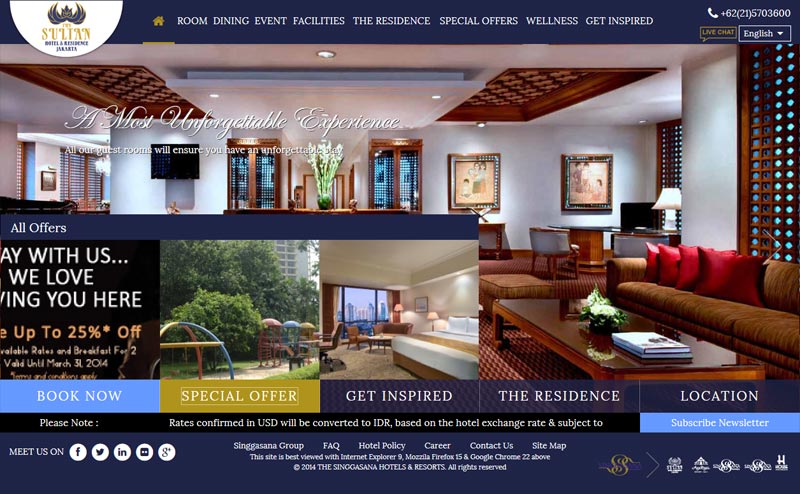 THE
SULTAN
HOTEL & RESIDENCE
JAKARTA
ROOM DINING EVENT FACILITIES THE RESIDENCE SPECIAL OFFERS WELLNESS GET INSPIRED
+62(21)5703600
LIVE CHAT English
A Most Unforgettable Experience
All our guest rooms will ensure you have an unforgettable stay
All Offers
AY WITH US...
WE LOVE
VING YOU HERE
e Up To 25%* Off
vailable Rates and Breakfast For 2
Valid Until March 31, 2014
*terms and conditions apply
BOOK NOW SPECIAL OFFER GET INSPIRED THE RESIDENCE LOCATION
Please Note : Rates confirmed in USD will be converted to IDR, based on the hotel exchange rate & subject to
Subscribe Newsletter
MEET US ON
Singgasana Group FAQ Hotel Policy Career Contact Us Site Map
This site is best viewed with Internet Explorer 9, Mozzila Firefox 15 & Google Chrome 22 above
© 2014 THE SINGGASANA HOTELS & RESORTS. All rights reserved